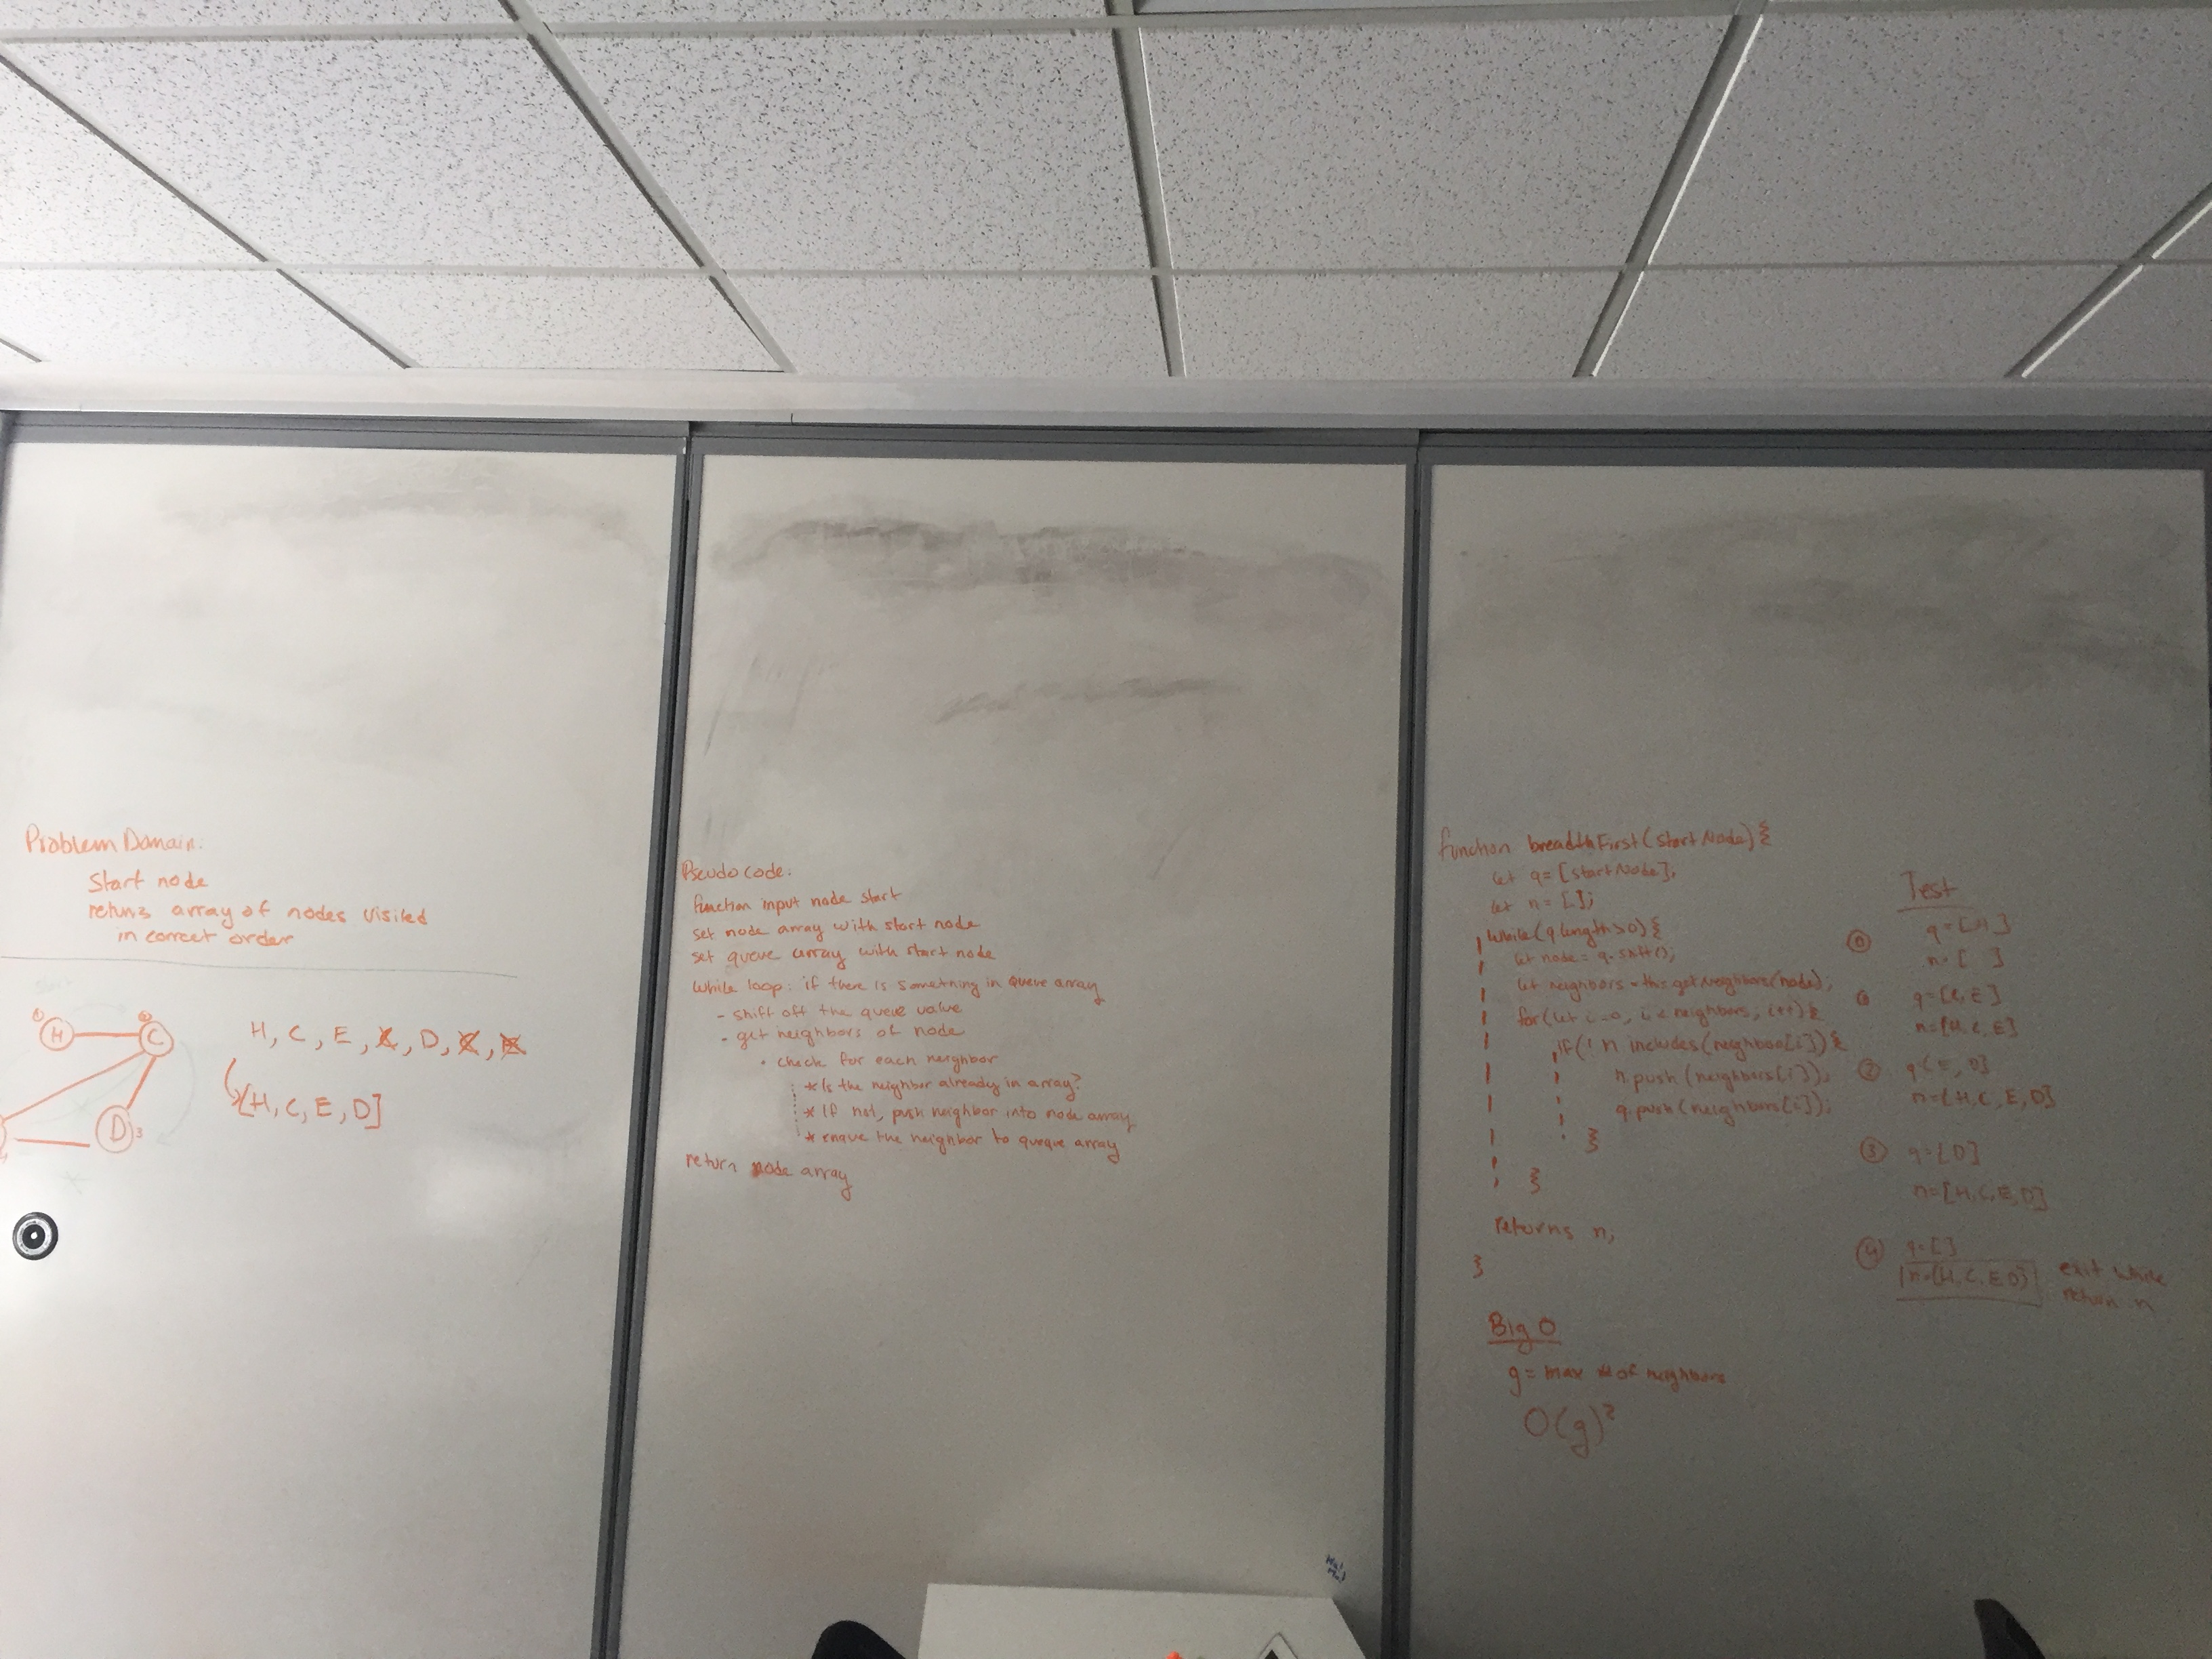 Problem Domain:
Start node
returns array of nodes visited
in correct order
① H
② C
D 3
H, C, E, C, D, C, E
[H, C, E, D]
Pseudo code:
function input node start
set node array with start node
set queue array with start node
while loop: if there is something in queue array
- shift off the queue value
- get neighbors of node
• check for each neighbor
* Is the neighbor already in array?
* If not, push neighbor into node array
* enque the neighbor to queque array
return node array
function breadthFirst(startNode){
let q = [startNode];
let n = [];
while(q.length>0){
let node = q.shift();
let neighbors = this.getNeighbors(node);
for(let i=0, i < neighbors; i++){
if(! n includes(neighbor[i]){
n.push(neighbors[i]);
q.push(neighbors[i]);
}
}
returns n;
}
Big O
g = max # of neighbors
O(g)²
Test
⓪ q=[H]
n=[ ]
q=[C, E]
n=[H, C, E]
② q=[E, D]
n=[H, C, E, D]
③ q=[D]
n=[H, C, E, D]
④ q=[]
n=[H, C, E D]
exit while
return n